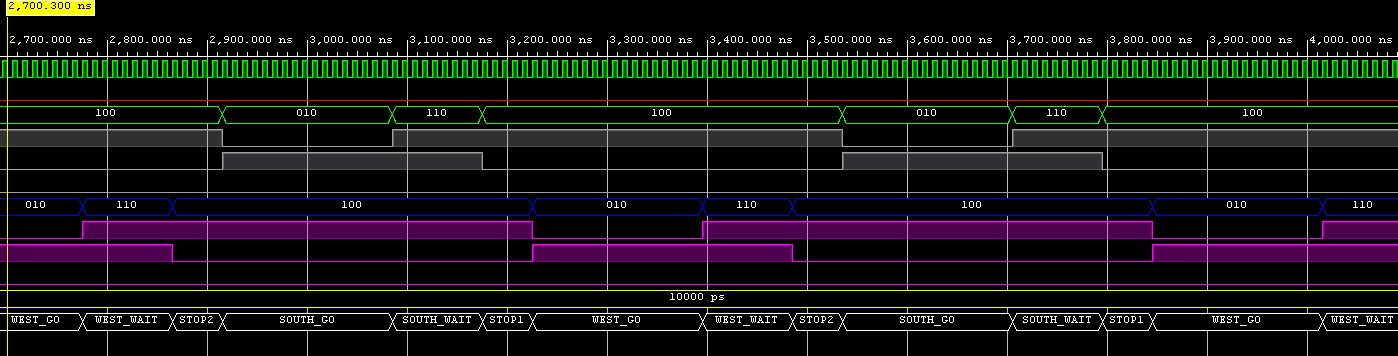 2,700.300 ns
2,700.000 ns 2,800.000 ns 2,900.000 ns 3,000.000 ns 3,100.000 ns 3,200.000 ns 3,300.000 ns 3,400.000 ns 3,500.000 ns 3,600.000 ns 3,700.000 ns 3,800.000 ns 3,900.000 ns 4,000.000 ns
100 010 110 100 010 110 100
010 110 100 010 110 100 010 110
10000 ps
WEST_GO WEST_WAIT STOP2 SOUTH_GO SOUTH_WAIT STOP1 WEST_GO WEST_WAIT STOP2 SOUTH_GO SOUTH_WAIT STOP1 WEST_GO WEST_WAIT